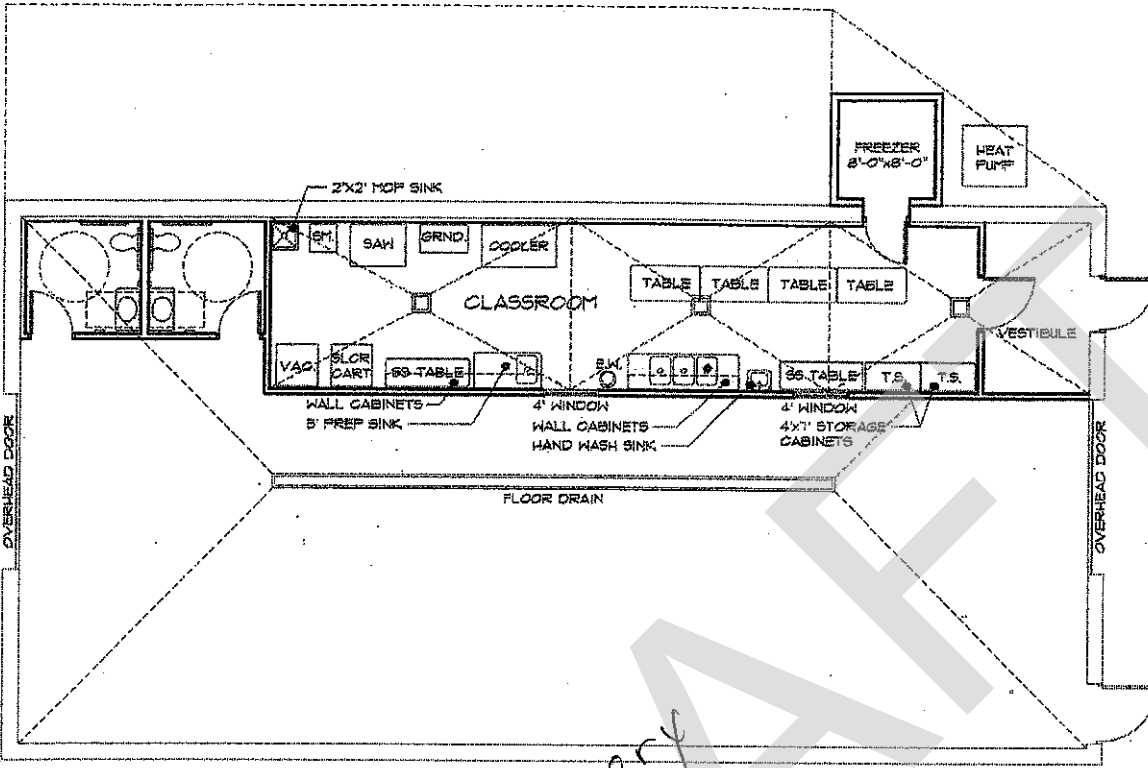 FREEZER
8'-0"x8'-0"
HEAT
PUMP
2'X2' MOP SINK
SM.
SAW
GRND.
COOLER
TABLE
TABLE
TABLE
TABLE
CLASSROOM
VESTIBULE
VAC.
SLCR
CART
SS TABLE
E.W.
SS. TABLE
T.S.
T.S.
WALL CABINETS
5' PREP SINK
4' WINDOW
WALL CABINETS
HAND WASH SINK
4' WINDOW
4'x7' STORAGE
CABINETS
OVERHEAD DOOR
OVERHEAD DOOR
FLOOR DRAIN
ory
AFT